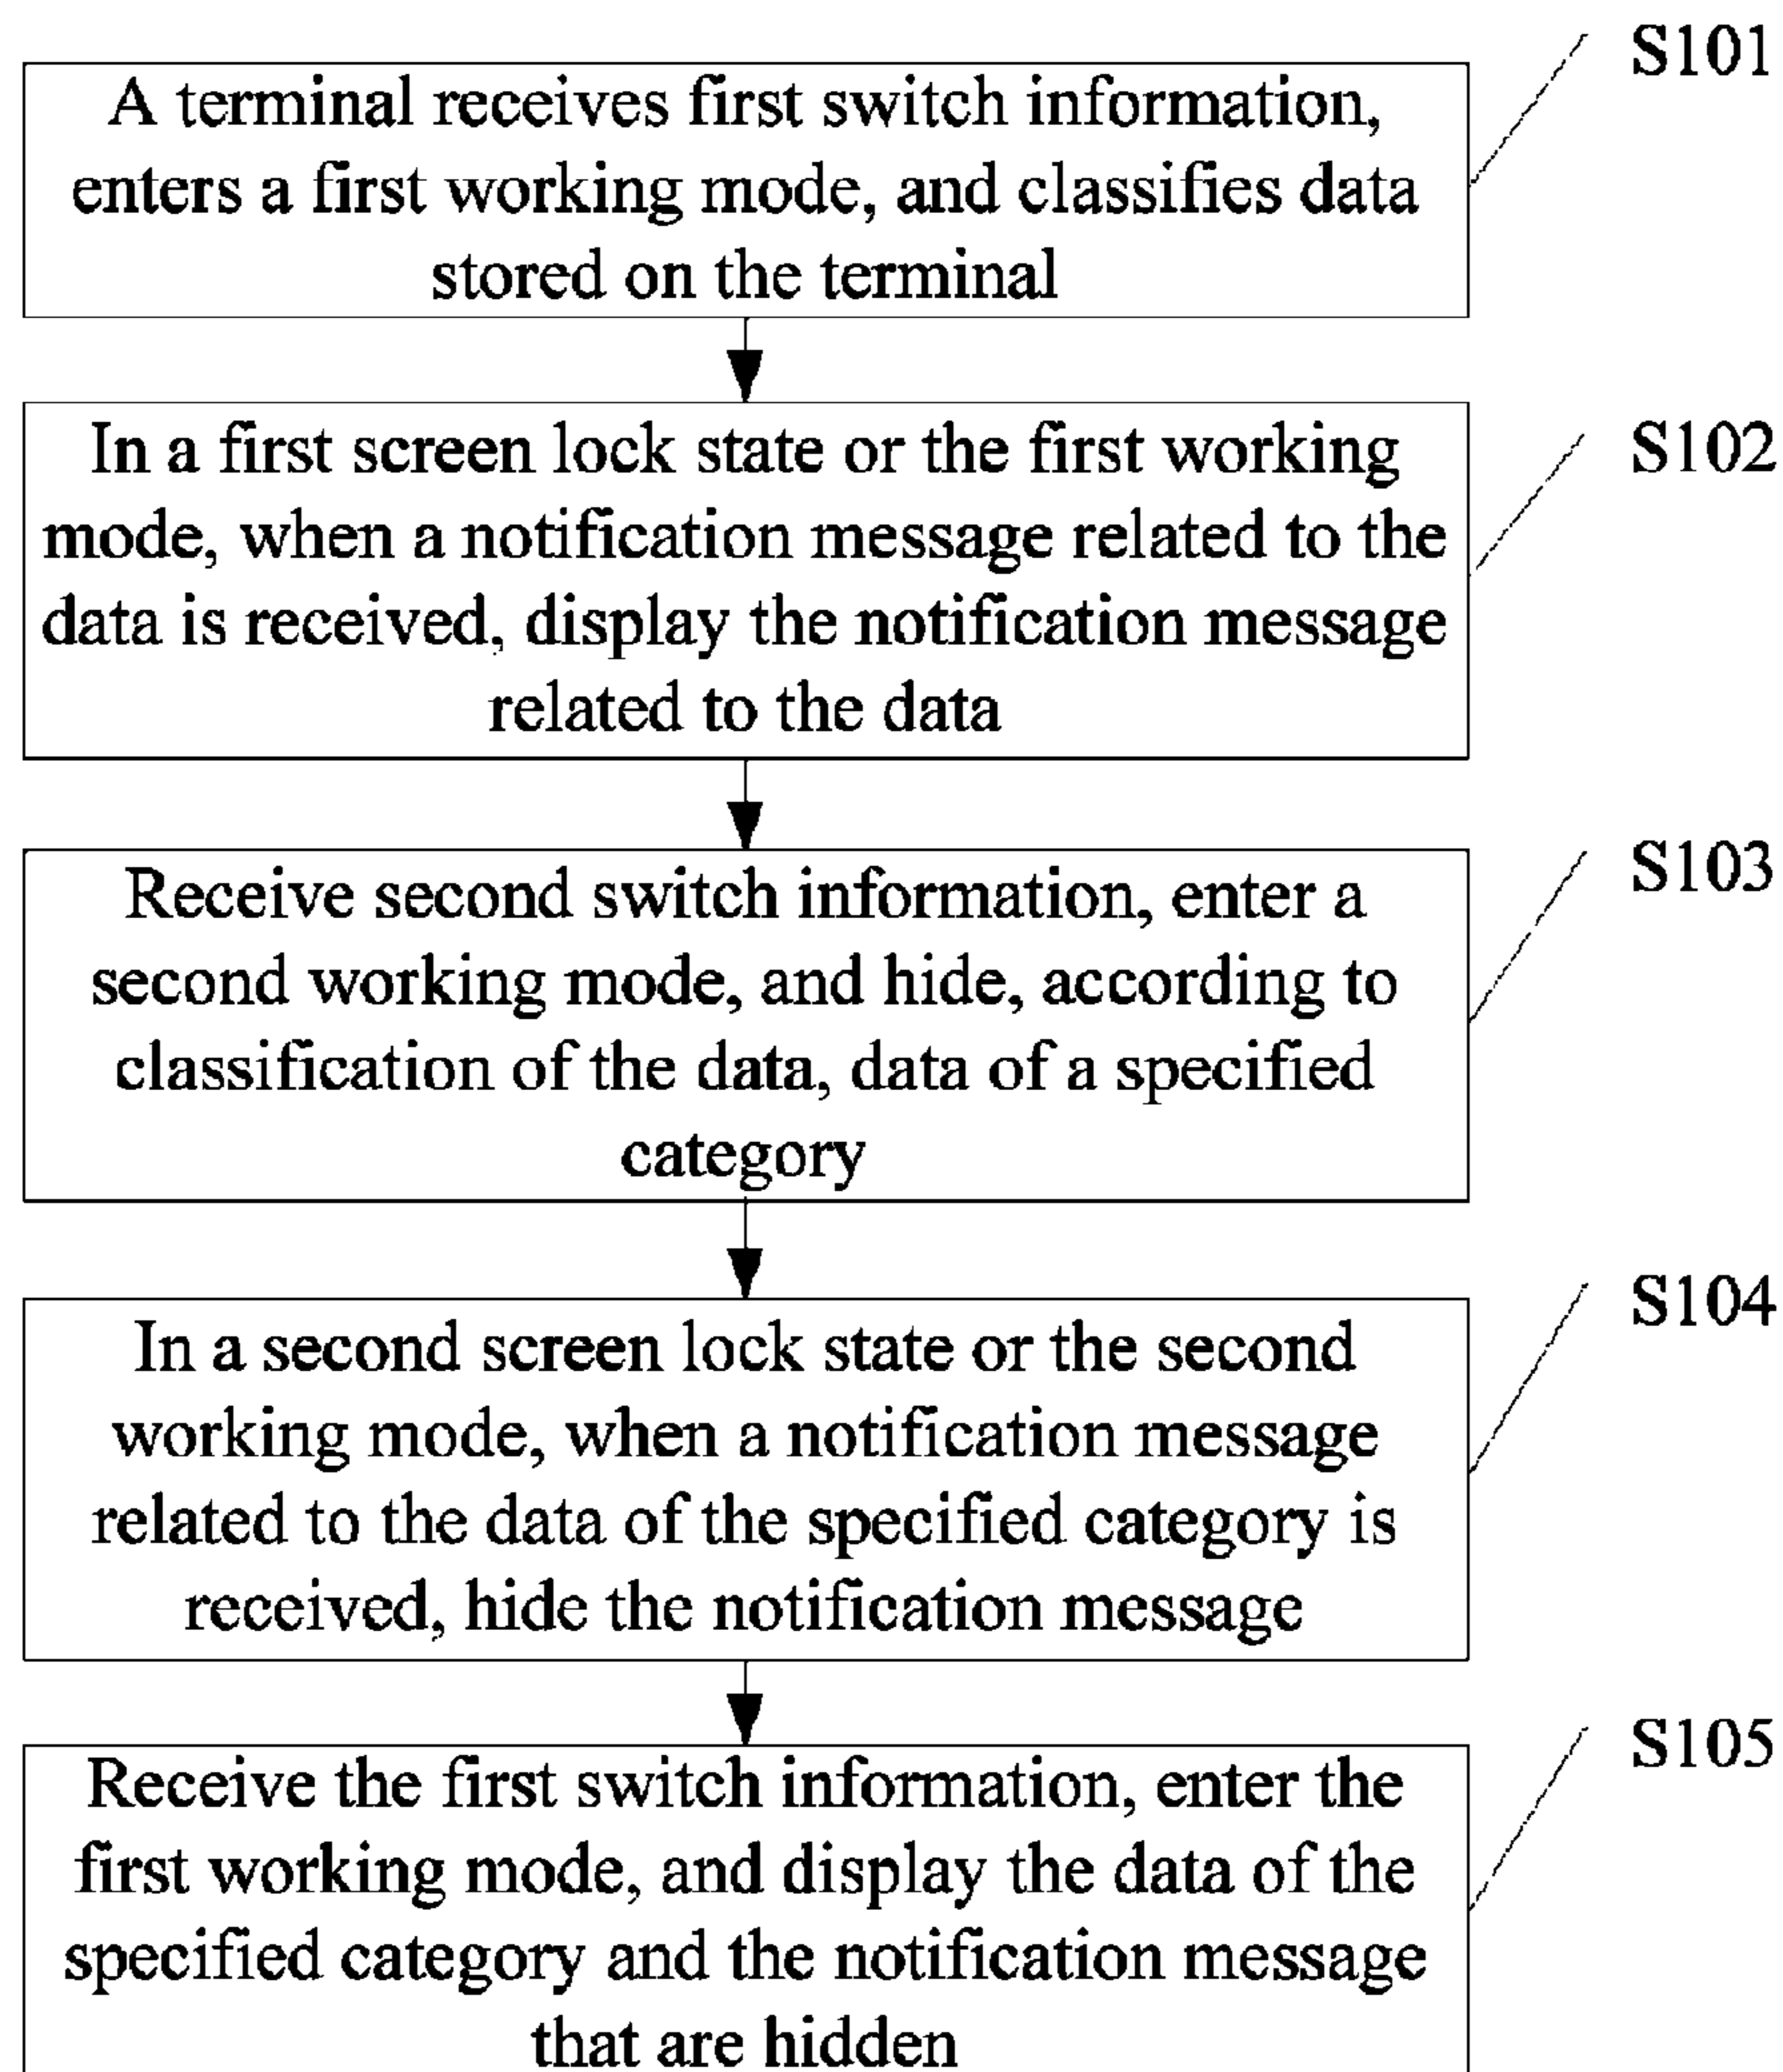 S101
A terminal receives first switch information,
enters a first working mode, and classifies data
stored on the terminal
S102
In a first screen lock state or the first working
mode, when a notification message related to the
data is received, display the notification message
related to the data
S103
Receive second switch information, enter a
second working mode, and hide, according to
classification of the data, data of a specified
category
S104
In a second screen lock state or the second
working mode, when a notification message
related to the data of the specified category is
received, hide the notification message
S105
Receive the first switch information, enter the
first working mode, and display the data of the
specified category and the notification message
that are hidden